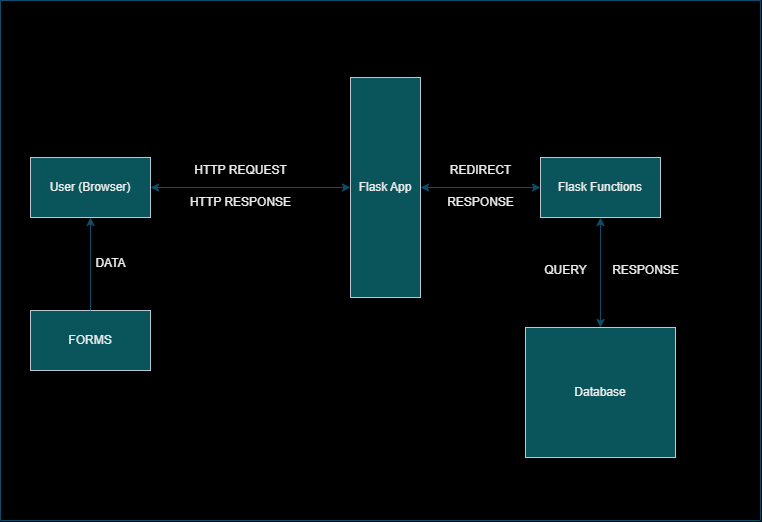 HTTP REQUEST
REDIRECT
User (Browser)
Flask App
Flask Functions
HTTP RESPONSE
RESPONSE
DATA
QUERY
RESPONSE
FORMS
Database